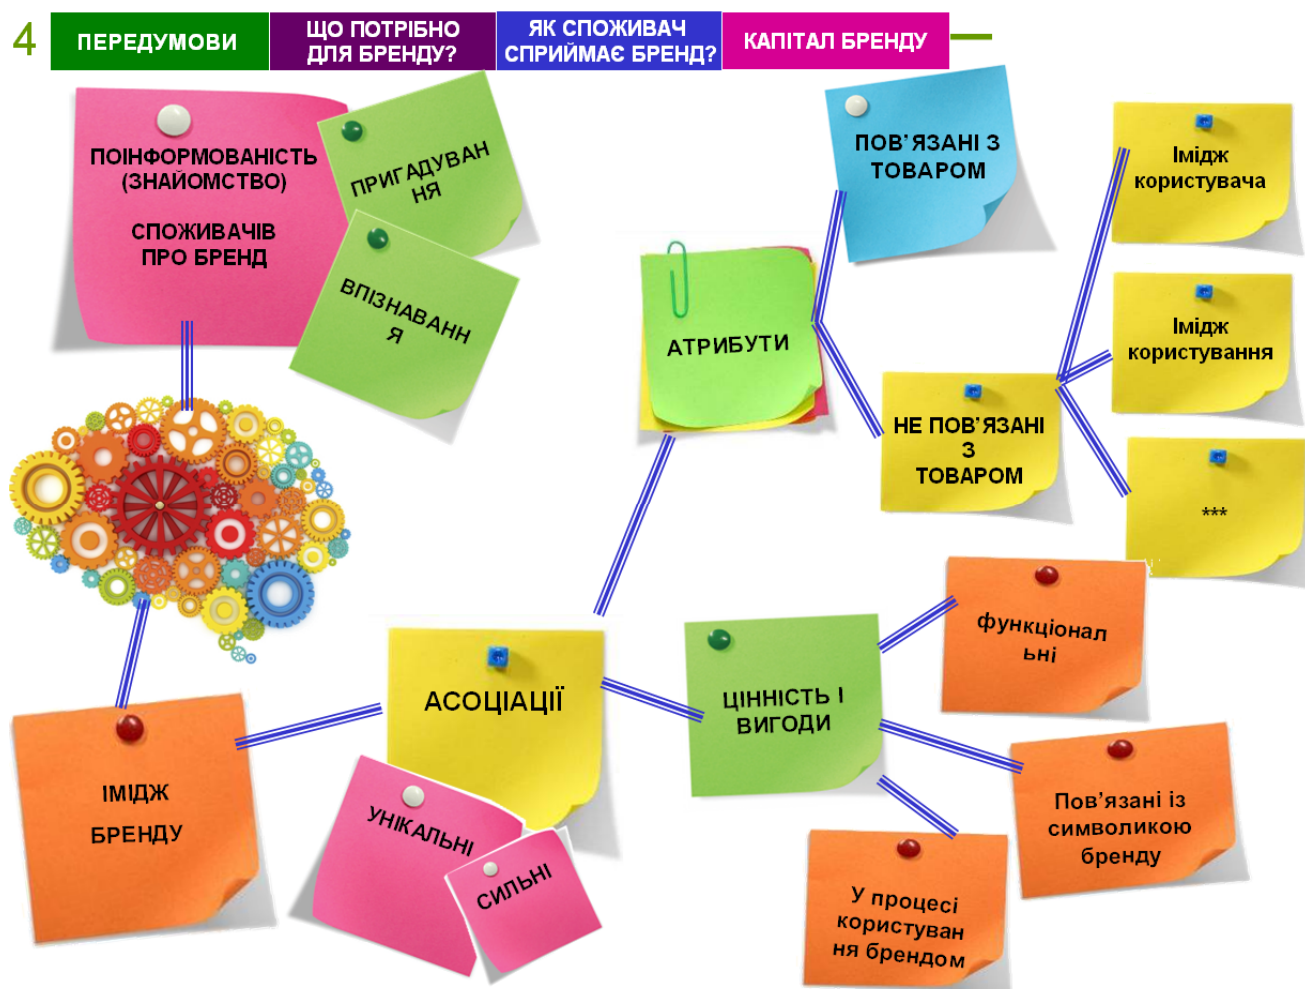 4
ПЕРЕДУМОВИ
ЩО ПОТРІБНО
ДЛЯ БРЕНДУ?
ЯК СПОЖИВАЧ
СПРИЙМАЄ БРЕНД?
КАПІТАЛ БРЕНДУ
ПОІНФОРМОВАНІСТЬ
(ЗНАЙОМСТВО)
СПОЖИВАЧІВ
ПРО БРЕНД
ПРИГАДУВАН
НЯ
ВПІЗНАВАНН
Я
ПОВ’ЯЗАНІ З
ТОВАРОМ
Імідж
користувача
АТРИБУТИ
Імідж
користування
НЕ ПОВ’ЯЗАНІ
З
ТОВАРОМ
***
функціонал
ьні
АСОЦІАЦІЇ
ЦІННІСТЬ І
ВИГОДИ
ІМІДЖ
БРЕНДУ
УНІКАЛЬНІ
СИЛЬНІ
Пов’язані із
символикою
бренду
У процесі
користуван
ня брендом